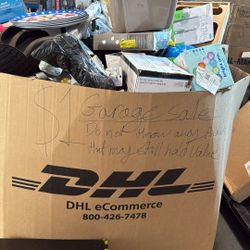 $1 Garage Sale
Do not throw away
that may still hold value
DHL
DHL eCommerce
800-426-7478